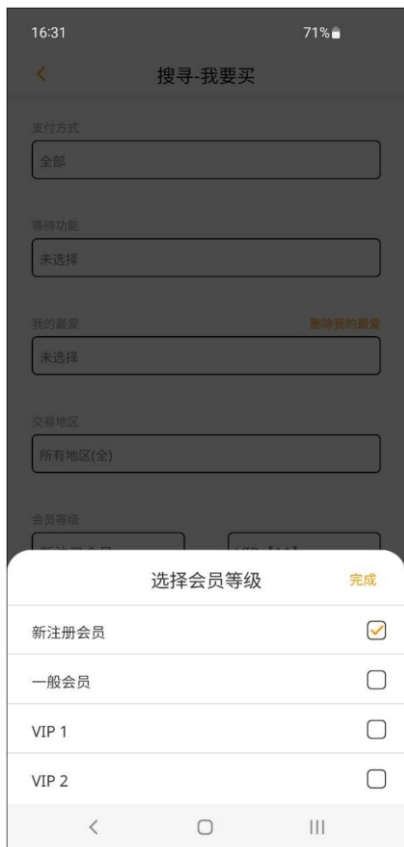 16:31 71%
搜寻-我要买
支付方式
全部
等待功能
未选择
我的最爱 删除我的最爱
未选择
交易地区
所有地区(全)
会员等级
选择会员等级 完成
新注册会员
一般会员
VIP 1
VIP 2